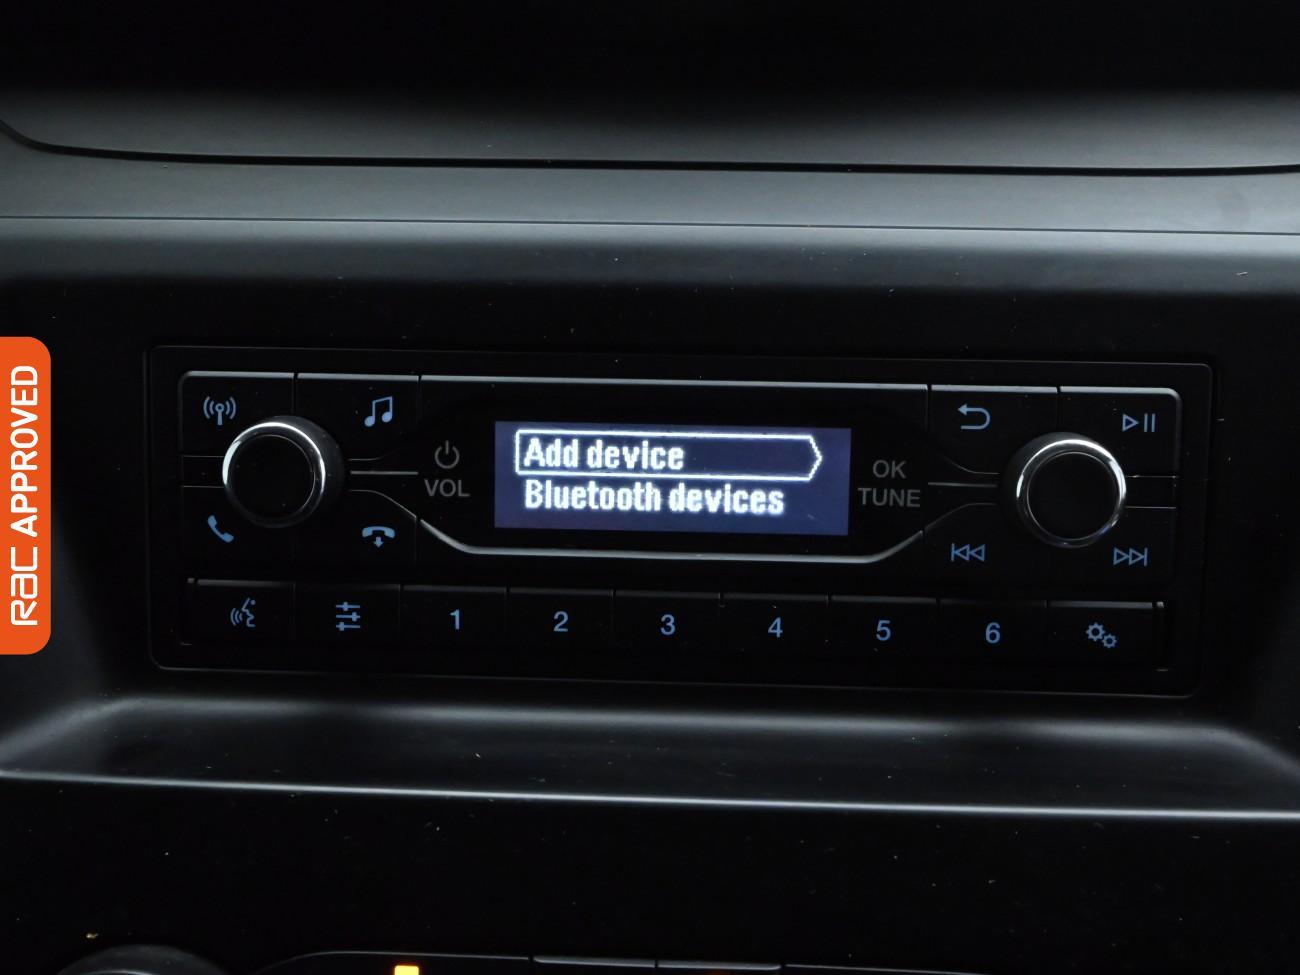 RAC APPROVED
Add device
Bluetooth devices
VOL
OK
TUNE
1 2 3 4 5 6